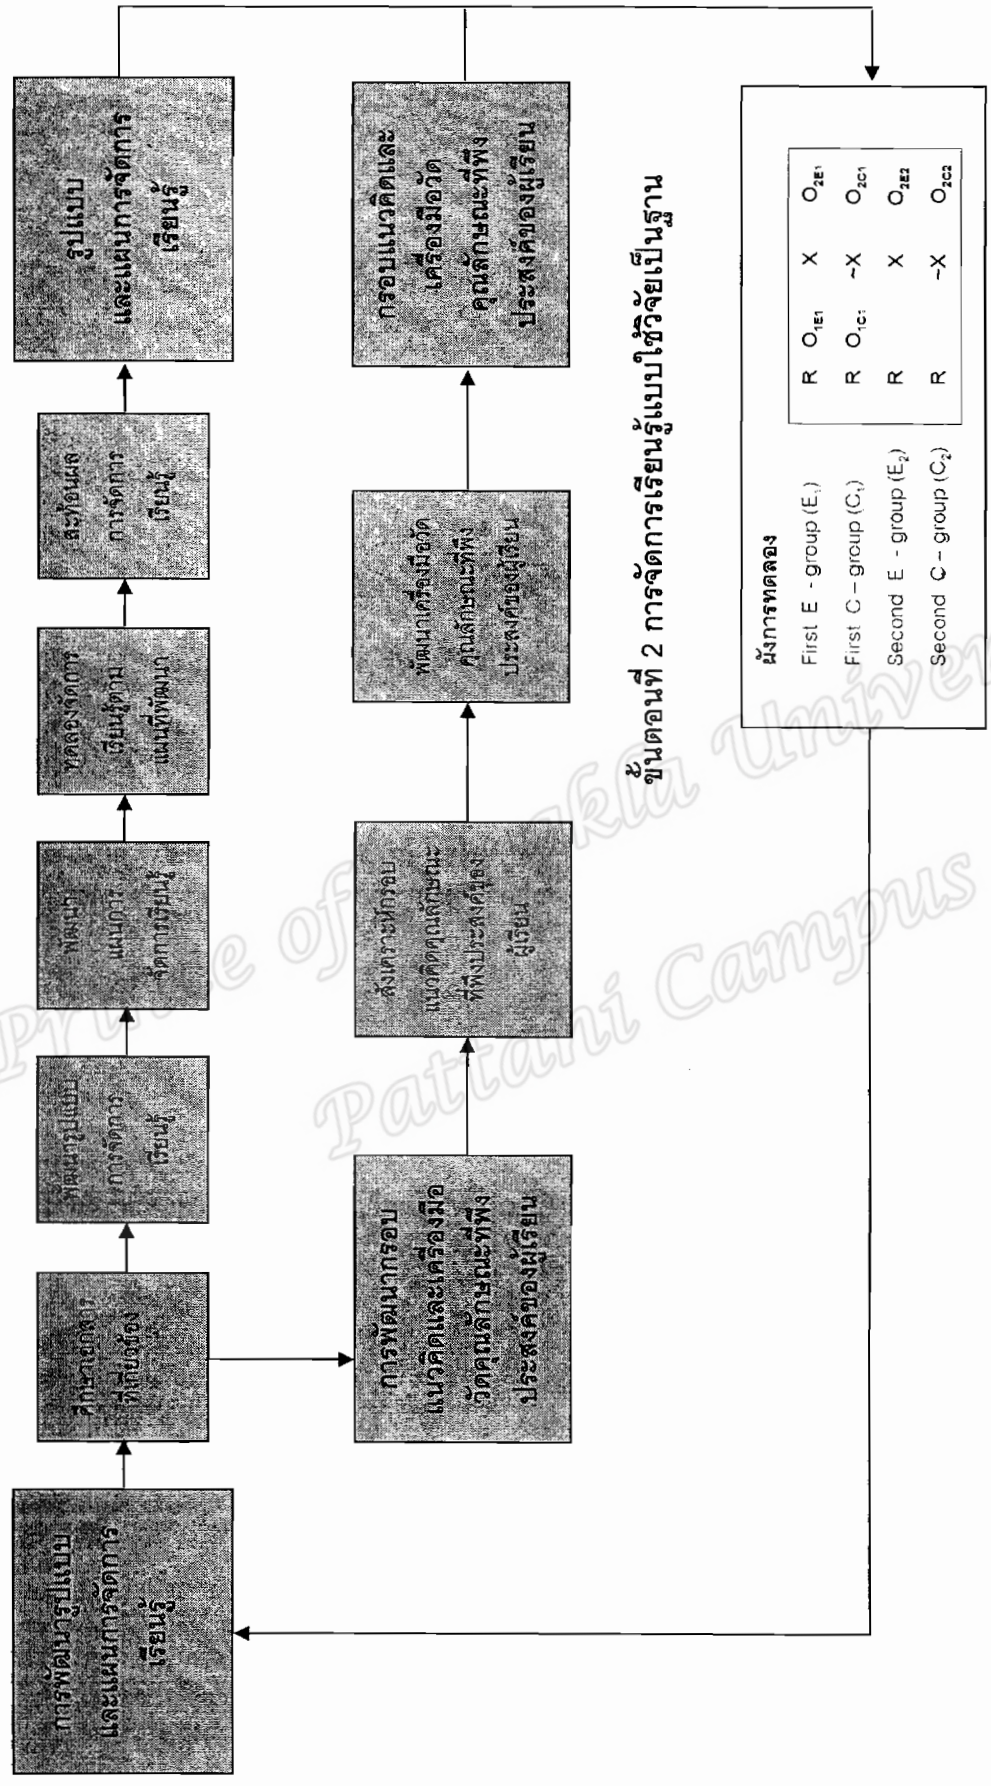 การพัฒนารูปแบบ
และแผนการจัดการ
เรียนรู้
ศึกษาเอกสาร
ที่เกี่ยวข้อง
พัฒนารูปแบบ
การจัดการ
เรียนรู้
พัฒนา
แผนการ
จัดการเรียนรู้
ทดลองจัดการ
เรียนรู้ตาม
แผนที่พัฒนา
สะท้อนผล
การจัดการ
เรียนรู้
รูปแบบ
และแผนการจัดการ
เรียนรู้
การพัฒนากรอบ
แนวคิดและเครื่องมือ
วัดคุณลักษณะที่พึง
ประสงค์ของผู้เรียน
สังเคราะห์กรอบ
แนวคิดคุณลักษณะ
ที่พึงประสงค์ของ
ผู้เรียน
พัฒนาเครื่องมือวัด
คุณลักษณะที่พึง
ประสงค์ของผู้เรียน
กรอบแนวคิดและ
เครื่องมือวัด
คุณลักษณะที่พึง
ประสงค์ของผู้เรียน
ขั้นตอนที่ 2 การจัดการเรียนรู้แบบใช้วิจัยเป็นฐาน
ผังการทดลอง
First E - group (E₁) R O₁E₁ X O₂E₁
First C – group (C₁) R O₁C₁ ~X O₂C₁
Second E - group (E₂) R X O₂E₂
Second C – group (C₂) R ~X O₂C₂
Prince of Songkla Univer
Pattani Campus